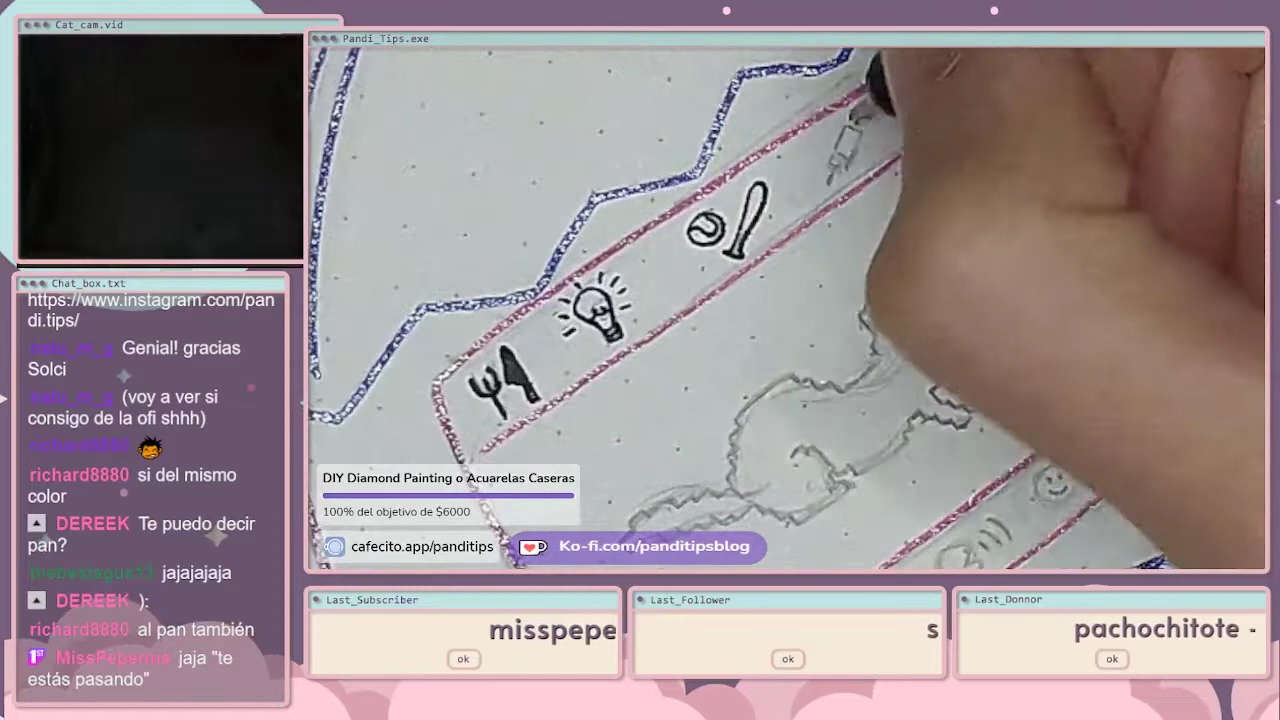 Cat_cam.vid
Pandi_Tips.exe
Chat_box.txt
https://www.instagram.com/pan
di.tips/
Genial! gracias
Solci
(voy a ver si
consigo de la ofi shhh)
richard8880
richard8880 si del mismo
color
DEREEK Te puedo decir
pan?
jajajajaja
DEREEK ):
richard8880 al pan también
MissPepermia jaja "te
estás pasando"
DIY Diamond Painting o Acuarelas Caseras
100% del objetivo de $6000
cafecito.app/panditips
Ko-fi.com/panditipsblog
Last_Subscriber
misspepe
ok
Last_Follower
s
ok
Last_Donnor
pachochitote -
ok